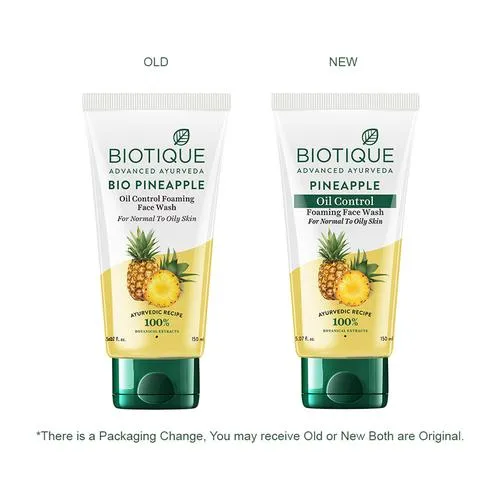 OLD
NEW
BIOTIQUE
ADVANCED AYURVEDA
BIO PINEAPPLE
Oil Control Foaming
Face Wash
For Normal To Oily Skin
AYURVEDIC RECIPE
100%
BOTANICAL EXTRACTS
fl. oz.
150 ml
BIOTIQUE
ADVANCED AYURVEDA
PINEAPPLE
Oil Control
Foaming Face Wash
For Normal To Oily Skin
AYURVEDIC RECIPE
100%
BOTANICAL EXTRACTS
5.07 fl. oz.
150 ml
*There is a Packaging Change, You may receive Old or New Both are Original.